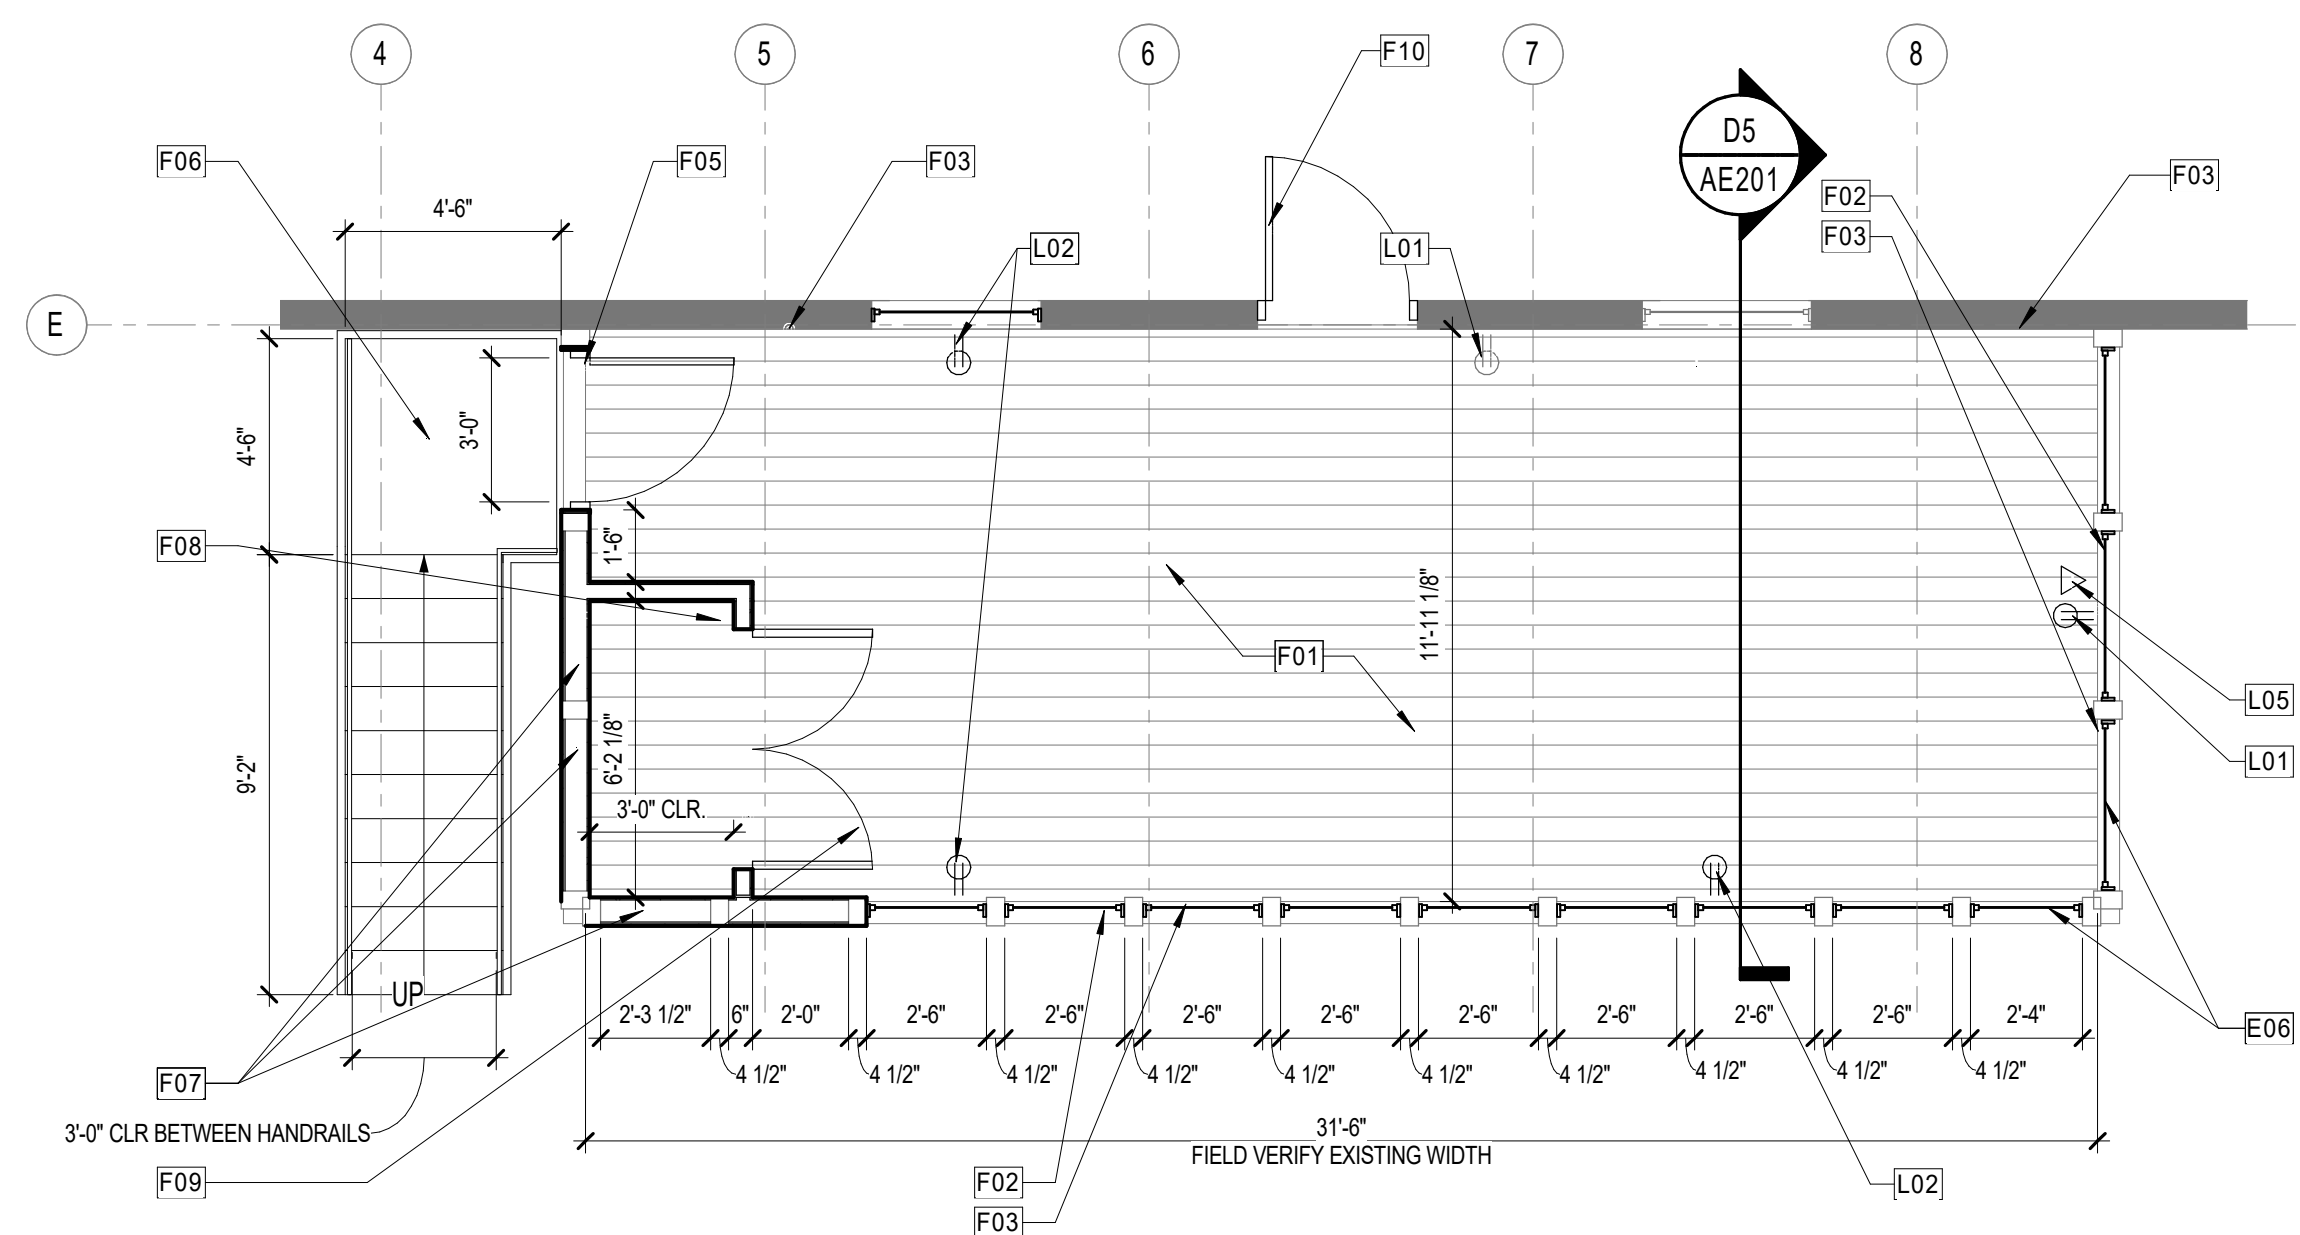 4
5
6
7
8
F10
D5
AE201
F06
F05
F03
F03
F02
F03
4'-6"
L02
L01
E
4'-6"
3'-0"
F08
1'-6"
11'-11 1/8"
F01
L05
L01
6'-2 1/8"
9'-2"
3'-0" CLR.
UP
2'-3 1/2"
6"
2'-0"
2'-6"
2'-6"
2'-6"
2'-6"
2'-6"
2'-6"
2'-6"
2'-6"
2'-4"
E06
4 1/2"
4 1/2"
4 1/2"
4 1/2"
4 1/2"
4 1/2"
4 1/2"
4 1/2"
4 1/2"
4 1/2"
F07
3'-0" CLR BETWEEN HANDRAILS
31'-6"
FIELD VERIFY EXISTING WIDTH
F09
F02
F03
L02